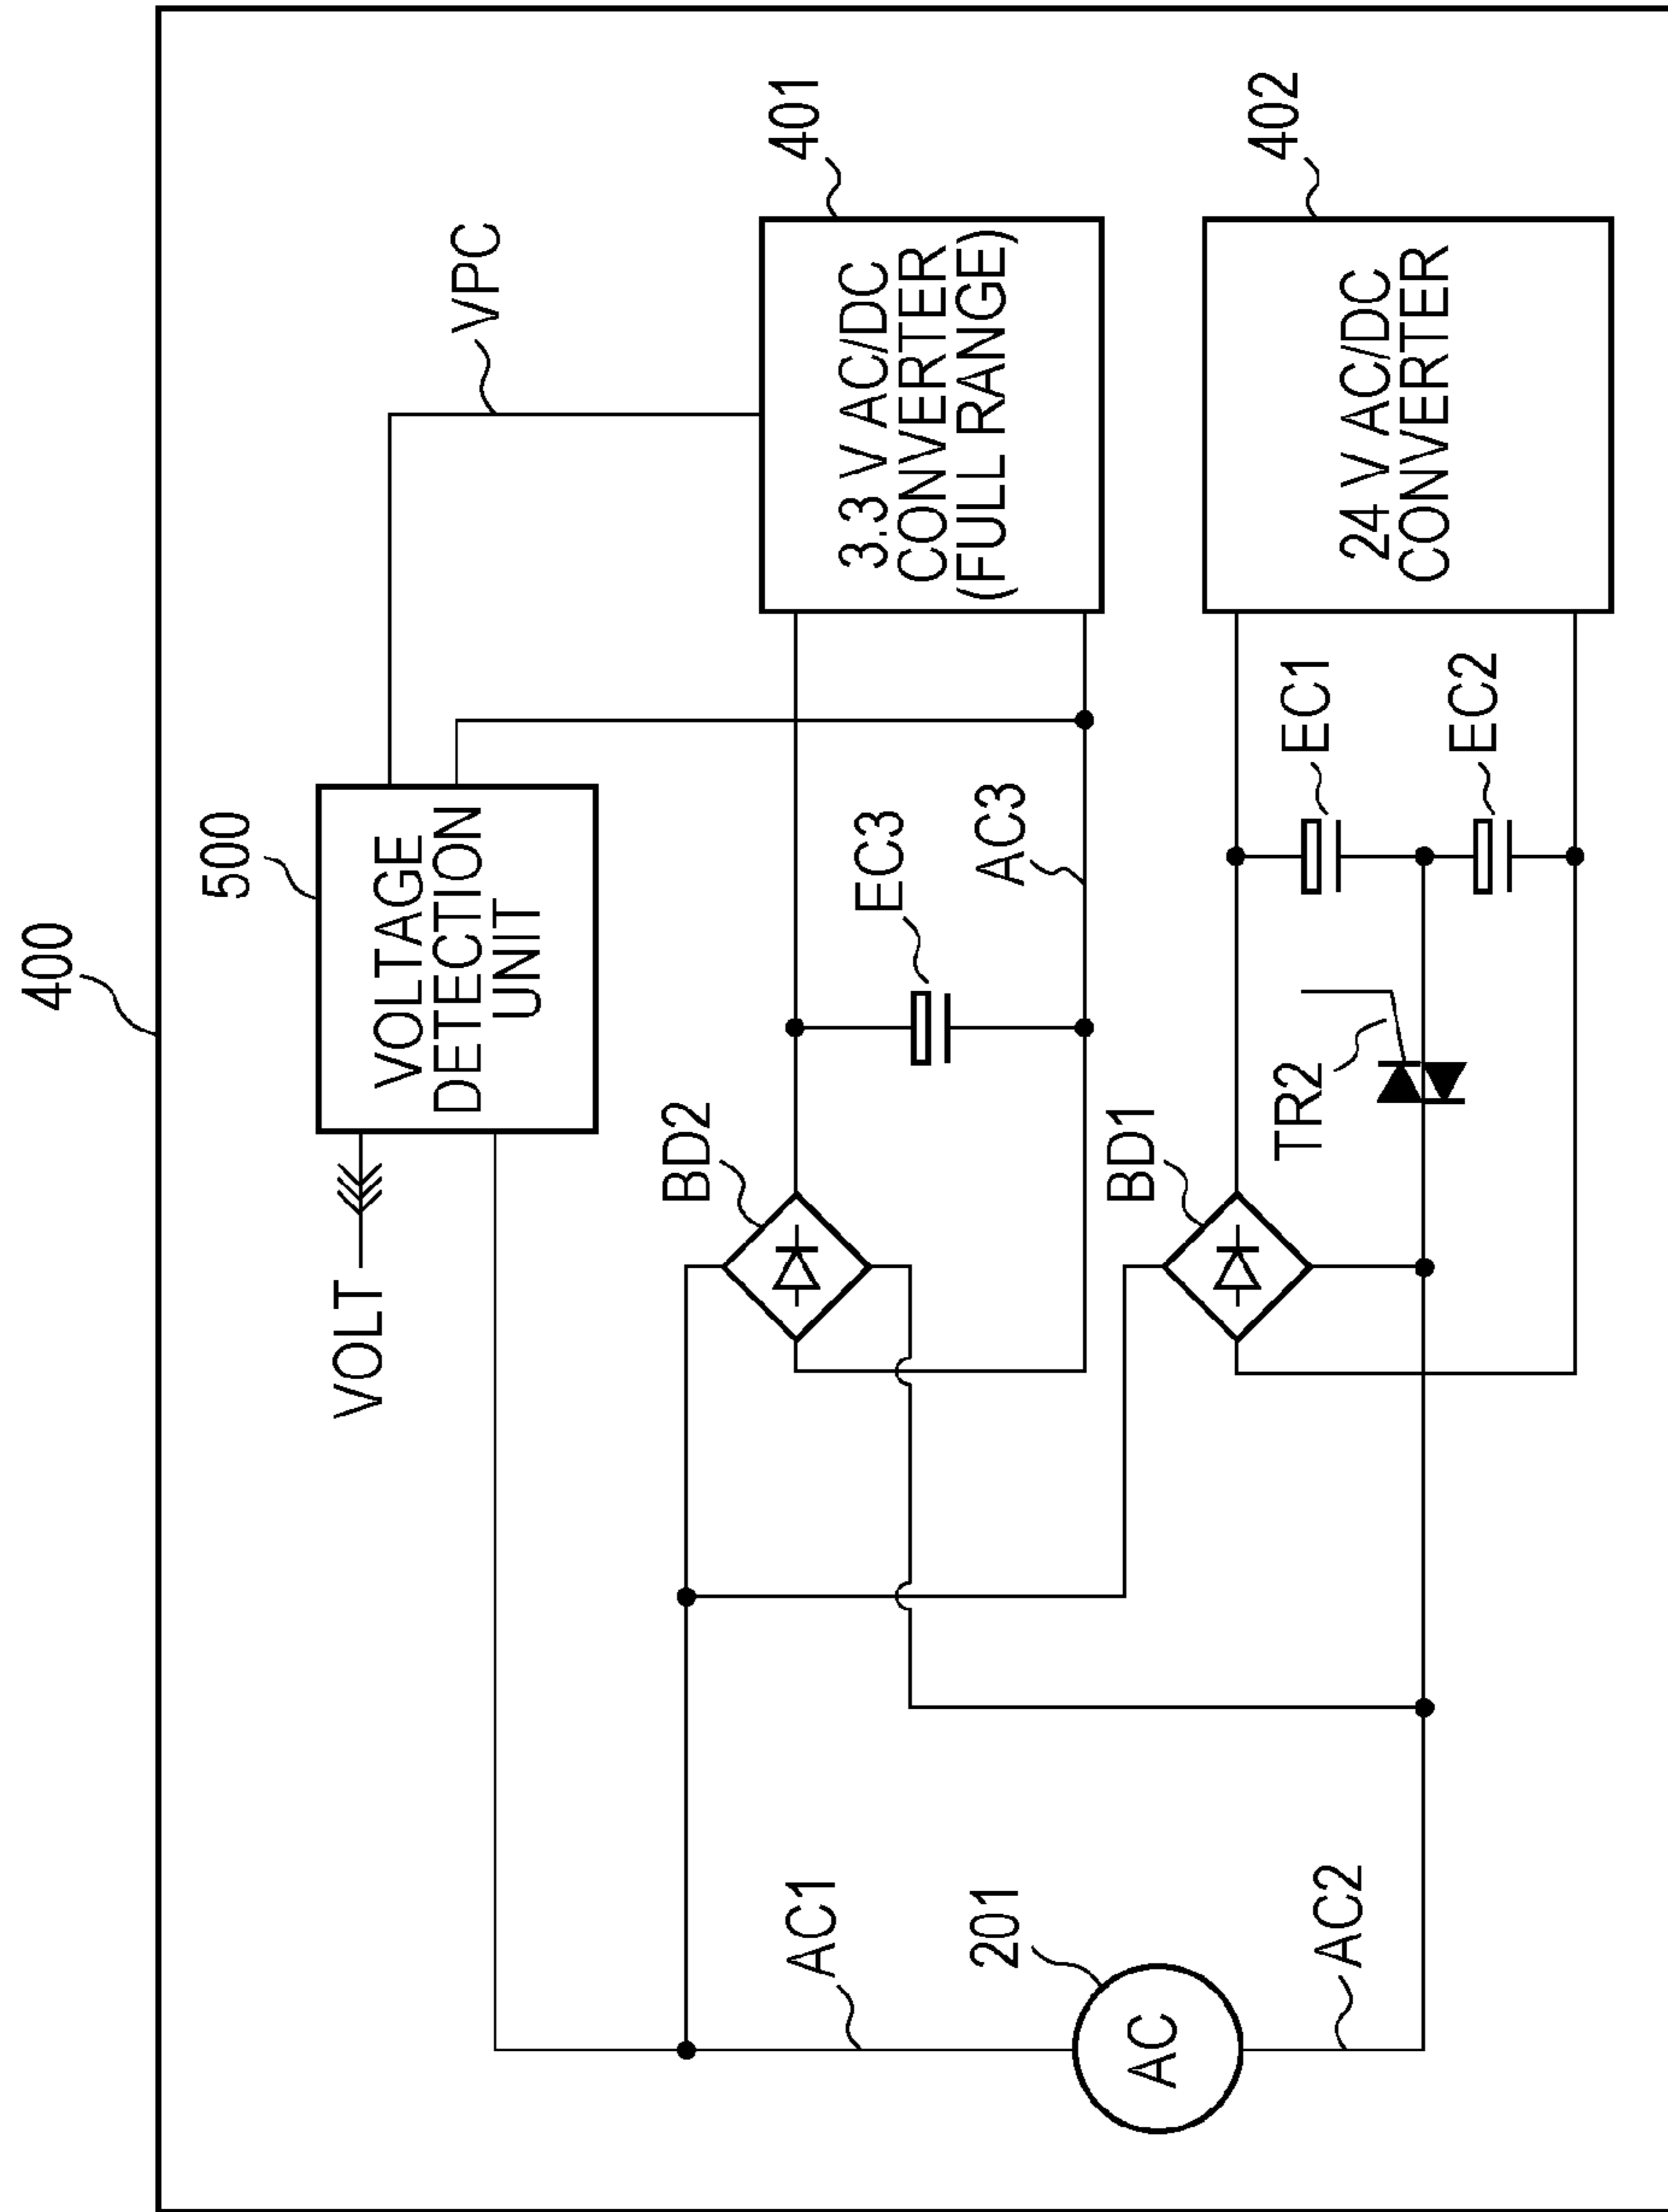 400
500
VOLTAGE
DETECTION
UNIT
VOLT
VPC
401
3.3 V AC/DC
CONVERTER
(FULL RANGE)
BD2
EC3
AC3
AC1
201
AC
AC2
BD1
TR2
EC1
EC2
402
24 V AC/DC
CONVERTER